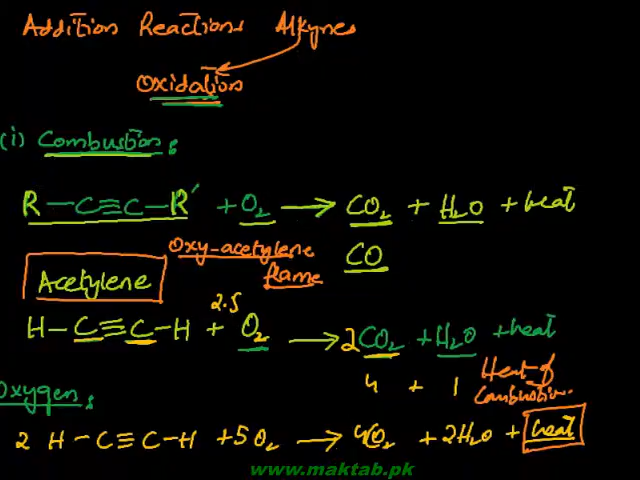 Addition Reactions Alkynes
Oxidation
(i) Combustion:
R—C≡C—R' + O₂ → CO₂ + H₂O + heat
CO
Oxy-acetylene flame
Acetylene
H—C≡C—H + 2.5 O₂ → 2CO₂ + H₂O + heat
4 + 1
Heat of Combustion.
Oxygen:
2 H—C≡C—H + 5O₂ → 4CO₂ + 2H₂O + heat
www.maktab.pk